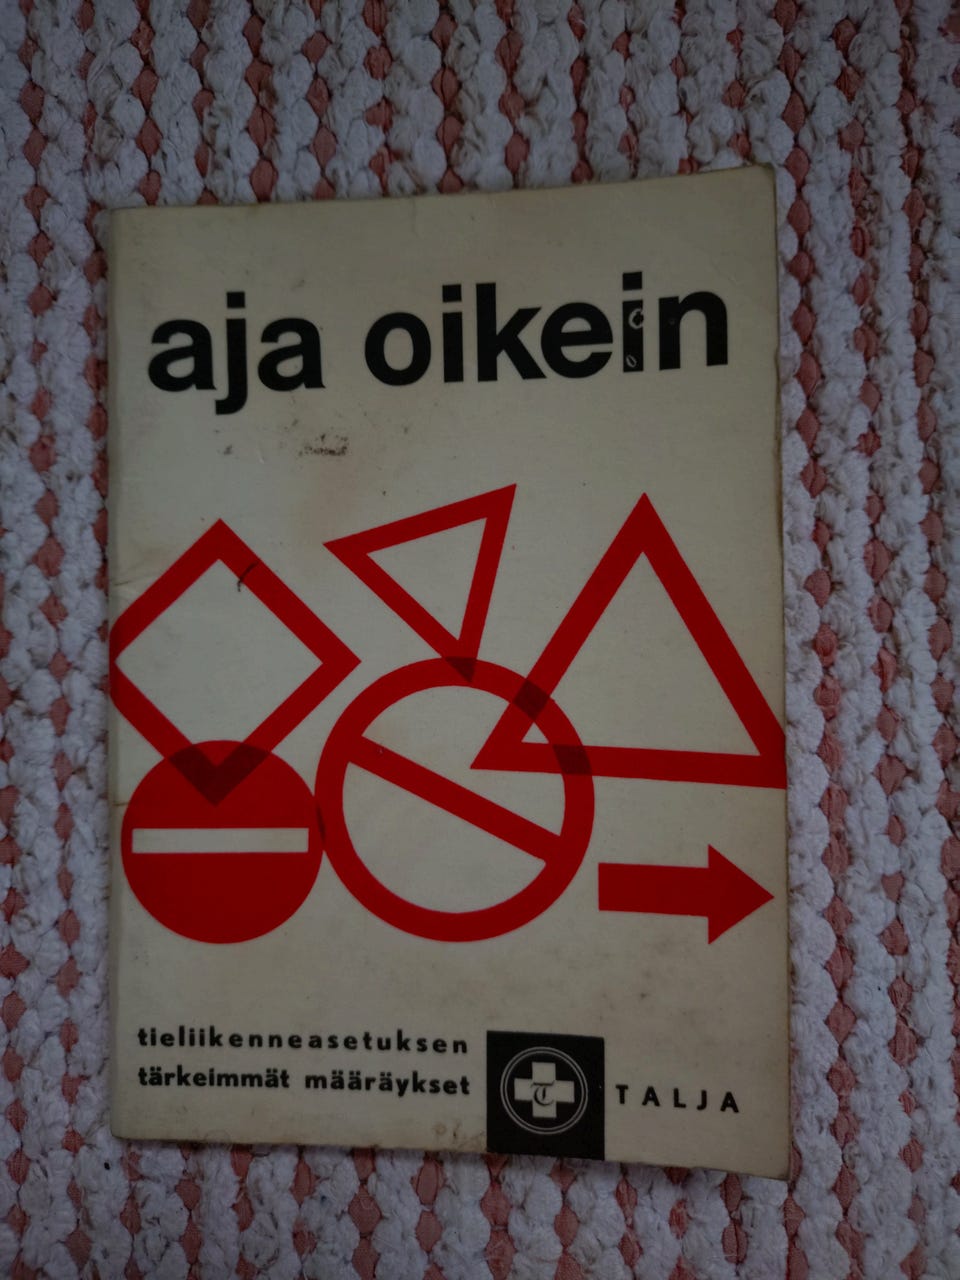 aja oikein
tieliikenneasetuksen
tärkeimmät määräykset
T
TALJA